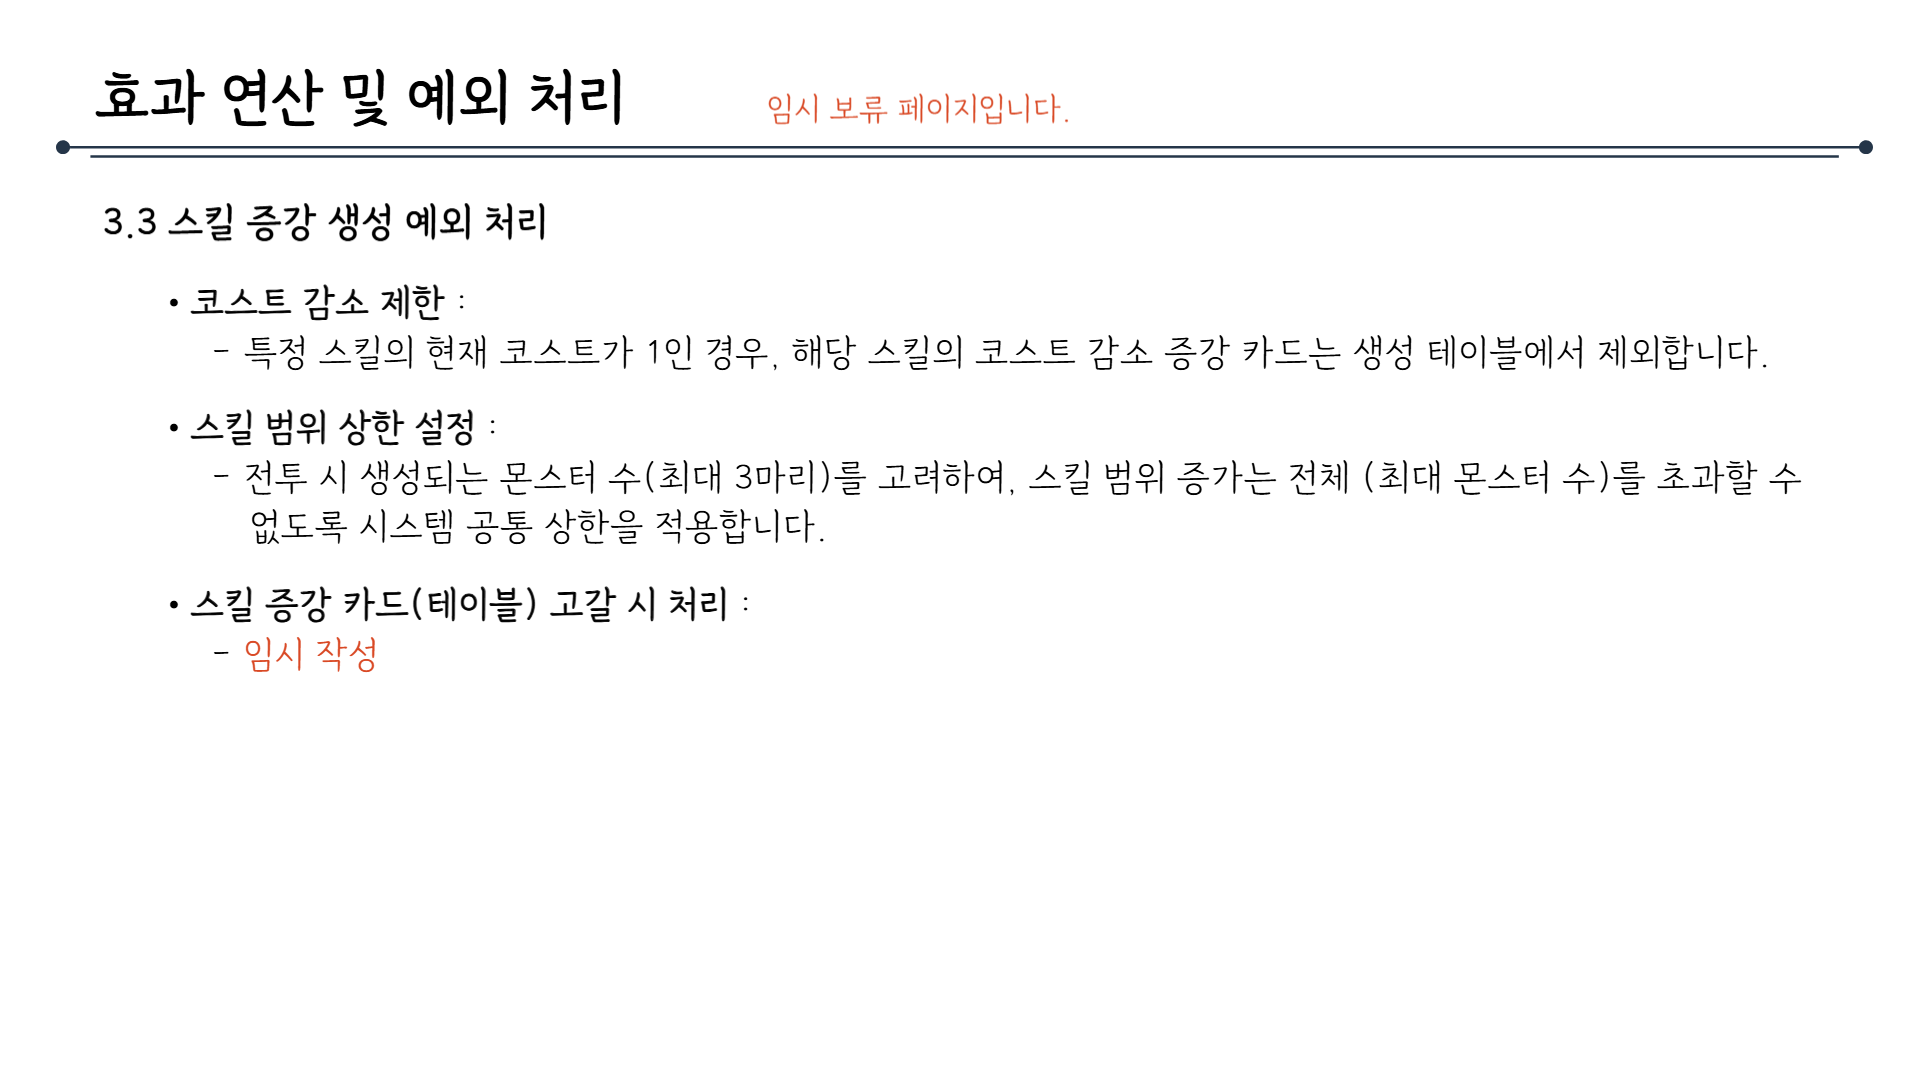 효과 연산 및 예외 처리
임시 보류 페이지입니다.
3.3 스킬 증강 생성 예외 처리
• 코스트 감소 제한 :
- 특정 스킬의 현재 코스트가 1인 경우, 해당 스킬의 코스트 감소 증강 카드는 생성 테이블에서 제외합니다.
• 스킬 범위 상한 설정 :
- 전투 시 생성되는 몬스터 수(최대 3마리)를 고려하여, 스킬 범위 증가는 전체 (최대 몬스터 수)를 초과할 수
없도록 시스템 공통 상한을 적용합니다.
• 스킬 증강 카드(테이블) 고갈 시 처리 :
- 임시 작성